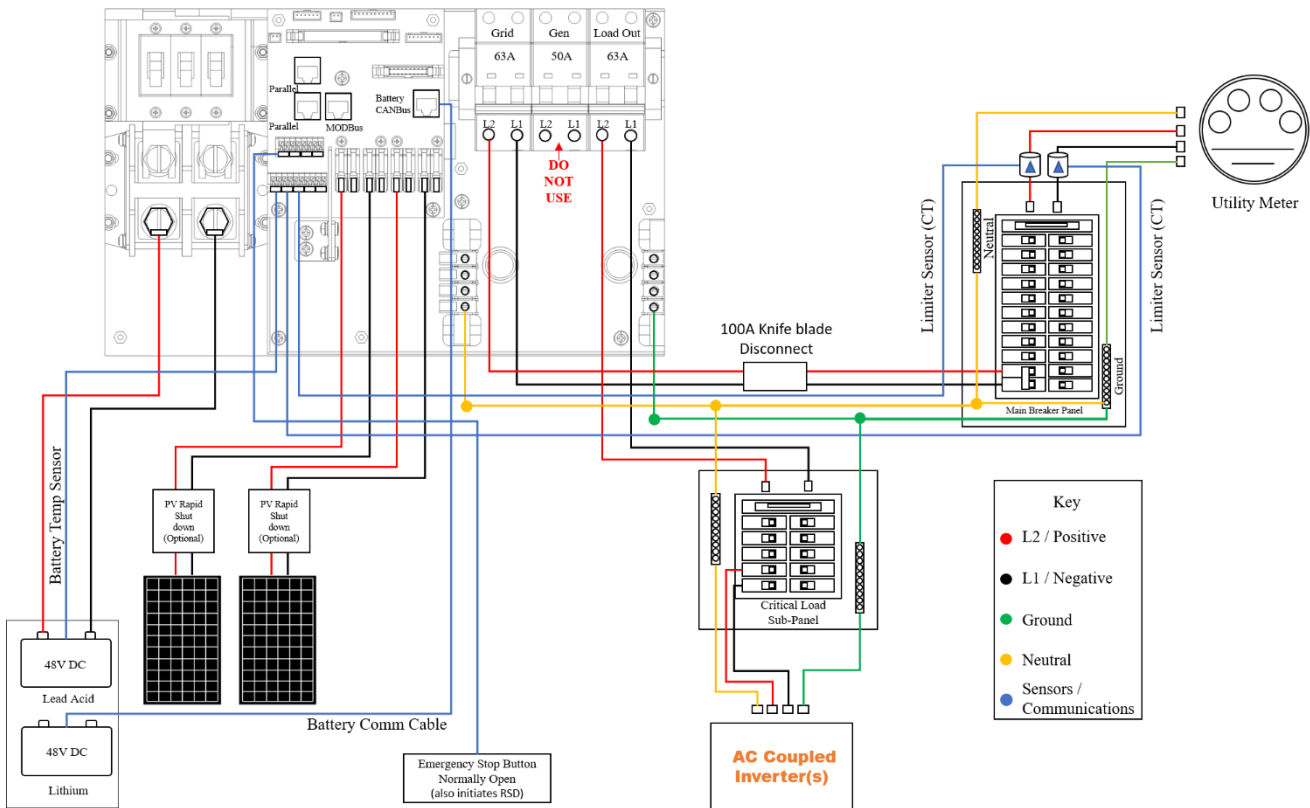 Grid
Gen
Load Out
63A
50A
63A
Parallel
Parallel
MODBus
Battery
CANBus
L2
L1
L2
L1
L2
L1
DO
NOT
USE
Utility Meter
Limiter Sensor (CT)
Neutral
Limiter Sensor (CT)
Ground
Main Breaker Panel
100A Knife blade
Disconnect
Battery Temp Sensor
PV Rapid
Shut
down
(Optional)
PV Rapid
Shut
down
(Optional)
Critical Load
Sub-Panel
48V DC
Lead Acid
48V DC
Lithium
Battery Comm Cable
Emergency Stop Button
Normally Open
(also initiates RSD)
AC Coupled
Inverter(s)
Key
L2 / Positive
L1 / Negative
Ground
Neutral
Sensors /
Communications